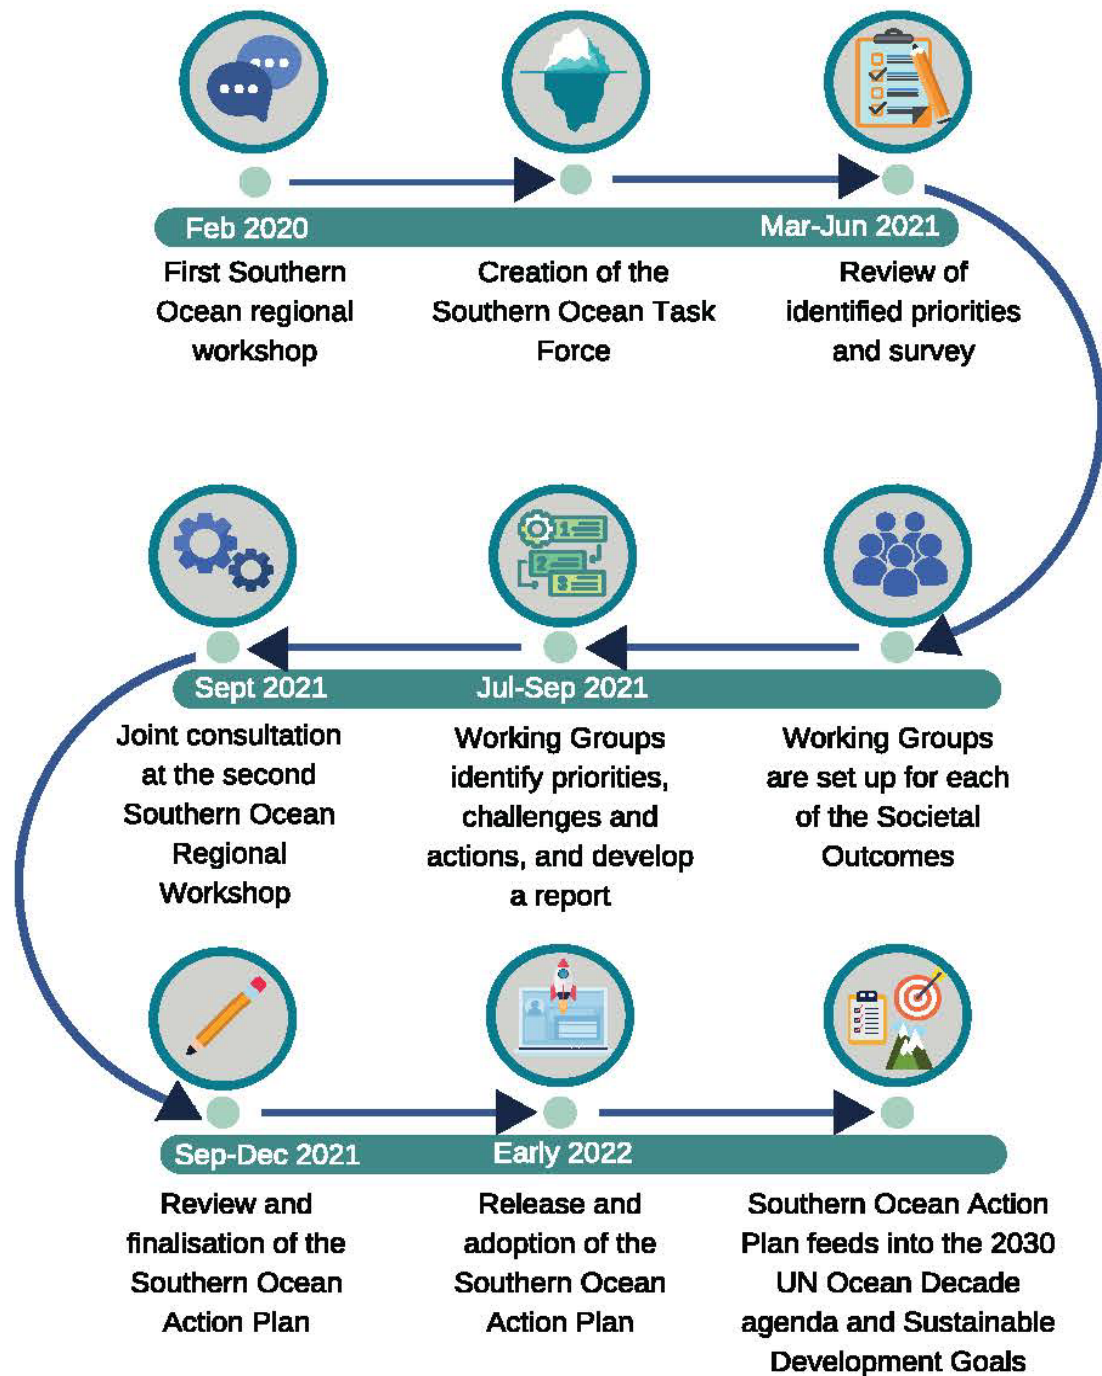 Feb 2020
First Southern
Ocean regional
workshop
Creation of the
Southern Ocean Task
Force
Mar-Jun 2021
Review of
identified priorities
and survey
1
2
3
Working Groups
are set up for each
of the Societal
Outcomes
Jul-Sep 2021
Working Groups
identify priorities,
challenges and
actions, and develop
a report
Sept 2021
Joint consultation
at the second
Southern Ocean
Regional
Workshop
Sep-Dec 2021
Review and
finalisation of the
Southern Ocean
Action Plan
Early 2022
Release and
adoption of the
Southern Ocean
Action Plan
Southern Ocean Action
Plan feeds into the 2030
UN Ocean Decade
agenda and Sustainable
Development Goals